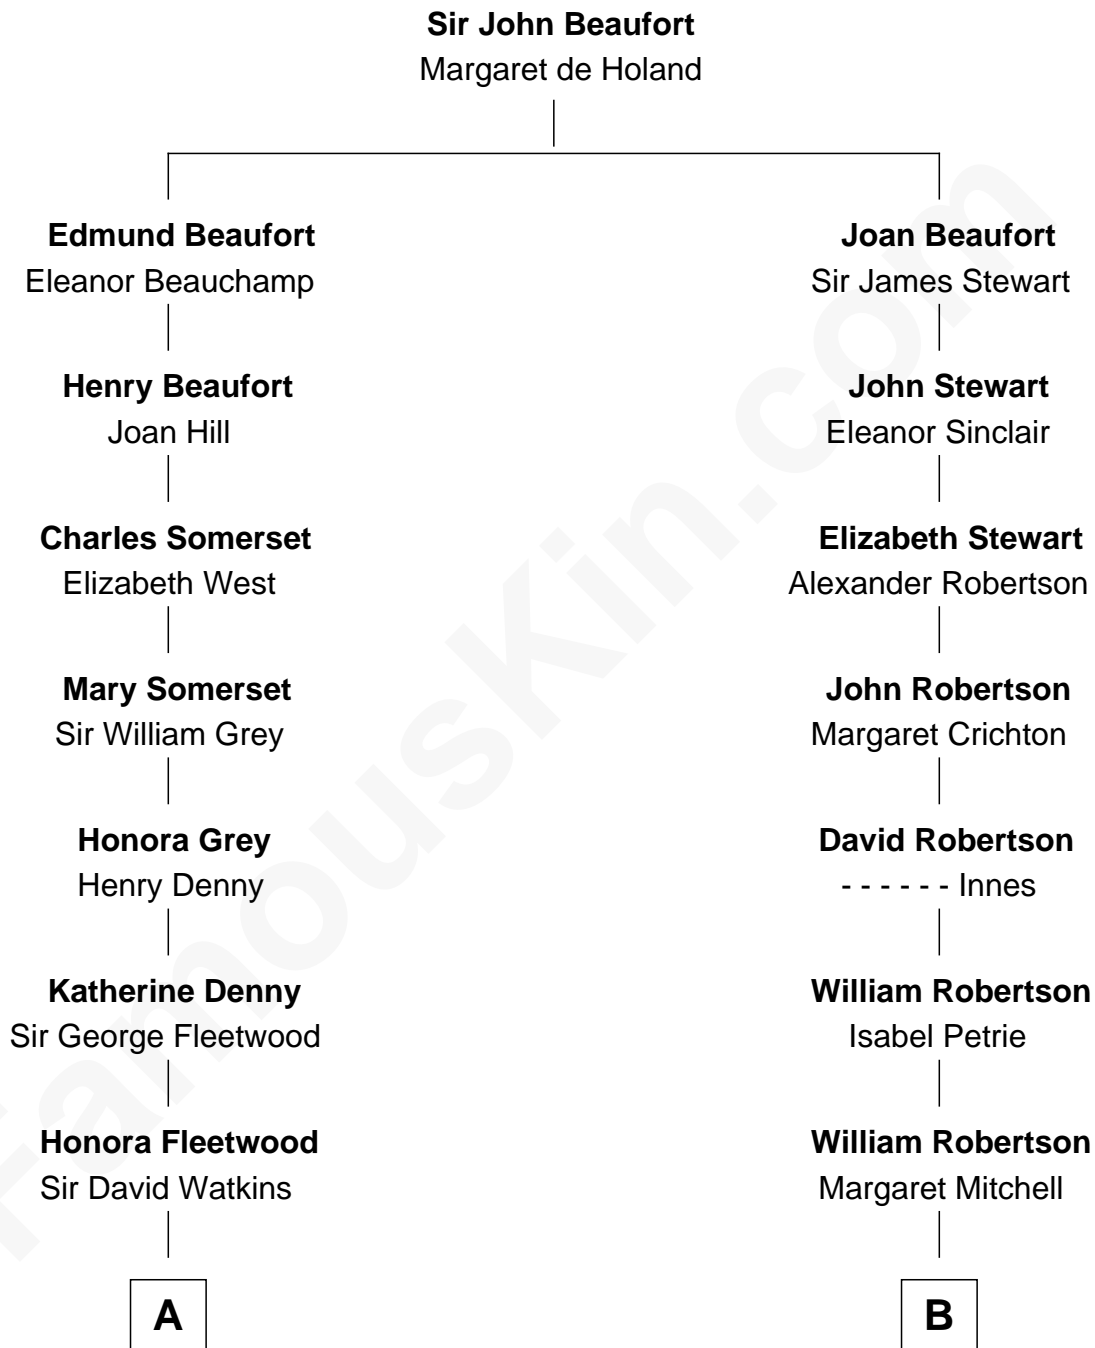 Sir John Beaufort
Margaret de Holand
Edmund Beaufort
Eleanor Beauchamp
Henry Beaufort
Joan Hill
Charles Somerset
Elizabeth West
Mary Somerset
Sir William Grey
Honora Grey
Henry Denny
Katherine Denny
Sir George Fleetwood
Honora Fleetwood
Sir David Watkins
A
Joan Beaufort
Sir James Stewart
John Stewart
Eleanor Sinclair
Elizabeth Stewart
Alexander Robertson
John Robertson
Margaret Crichton
David Robertson
- - - - - - Innes
William Robertson
Isabel Petrie
William Robertson
Margaret Mitchell
B
FamousKin.com